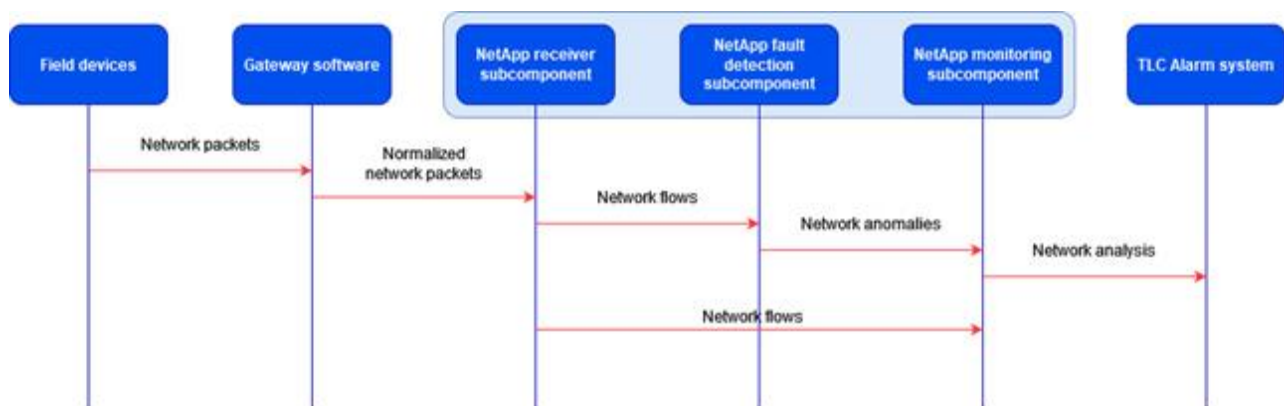 Field devices
Gateway software
NetApp receiver
subcomponent
NetApp fault
detection
subcomponent
NetApp monitoring
subcomponent
TLC Alarm system
Network packets
Normalized
network packets
Network flows
Network anomalies
Network analysis
Network flows